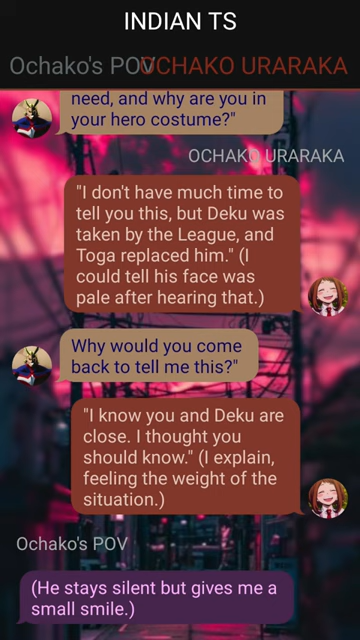 INDIAN TS
Ochako's POV
OCHAKO URARAKA
need, and why are you in
your hero costume?"
OCHAKO URARAKA
"I don't have much time to
tell you this, but Deku was
taken by the League, and
Toga replaced him." (I
could tell his face was
pale after hearing that.)
Why would you come
back to tell me this?"
"I know you and Deku are
close. I thought you
should know." (I explain,
feeling the weight of the
situation.)
Ochako's POV
(He stays silent but gives me a
small smile.)